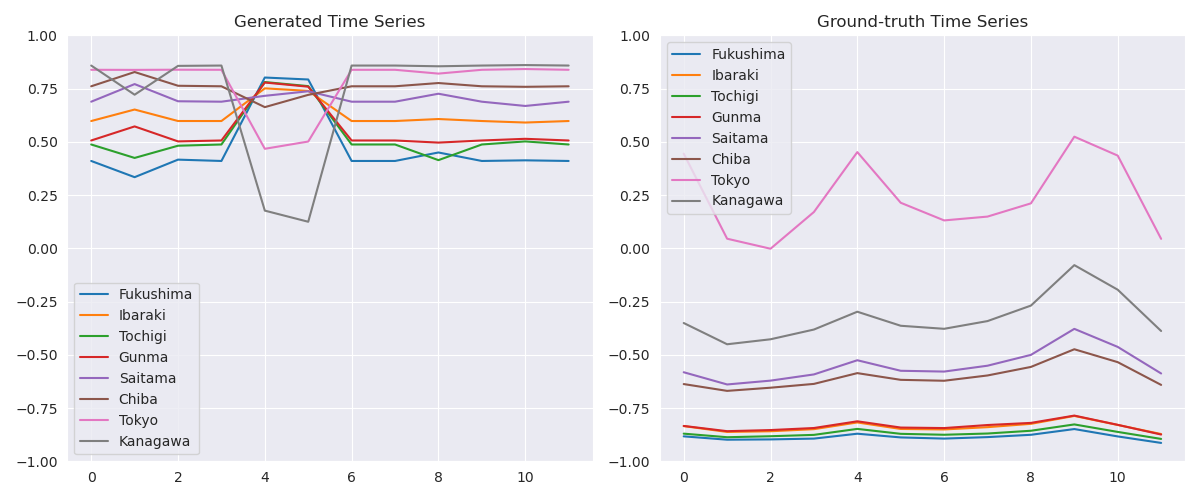 Generated Time Series
1.00
0.75
0.50
0.25
0.00
−0.25
−0.50
−0.75
−1.00
0 2 4 6 8 10
Fukushima
Ibaraki
Tochigi
Gunma
Saitama
Chiba
Tokyo
Kanagawa
Ground-truth Time Series
1.00
0.75
0.50
0.25
0.00
−0.25
−0.50
−0.75
−1.00
0 2 4 6 8 10
Fukushima
Ibaraki
Tochigi
Gunma
Saitama
Chiba
Tokyo
Kanagawa